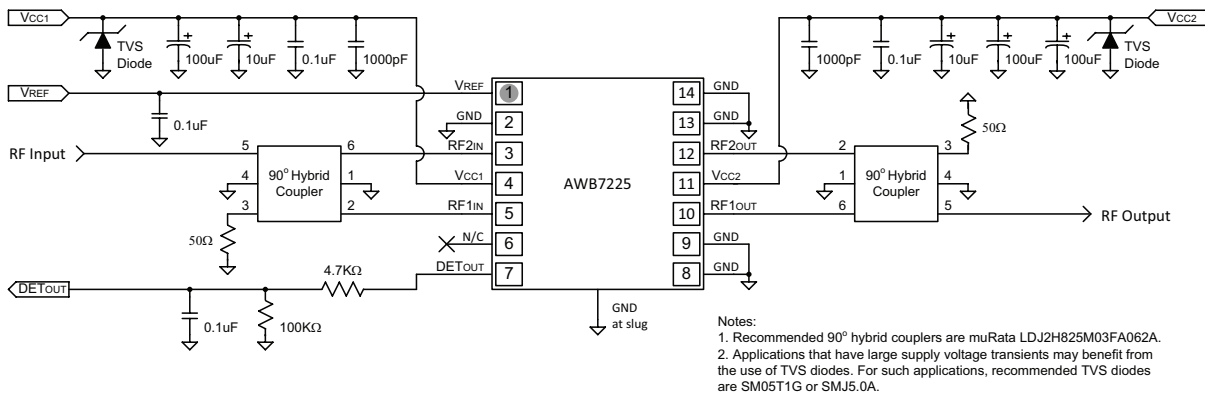 VCC1
TVS
Diode
100uF
10uF
0.1uF
1000pF
VCC2
1000pF
0.1uF
10uF
100uF
100uF
TVS
Diode
VREF
0.1uF
VREF
1
14
GND
GND
2
13
GND
50Ω
RF Input
5
6
RF2IN
3
12
RF2OUT
2
3
4
90° Hybrid
Coupler
1
VCC1
4
AWB7225
11
VCC2
1
90° Hybrid
Coupler
4
3
2
RF1IN
5
10
RF1OUT
6
5
RF Output
50Ω
N/C
6
9
GND
DETOUT
4.7KΩ
DETOUT
7
8
GND
0.1uF
100KΩ
GND
at slug
Notes:
1. Recommended 90° hybrid couplers are muRata LDJ2H825M03FA062A.
2. Applications that have large supply voltage transients may benefit from
the use of TVS diodes. For such applications, recommended TVS diodes
are SM05T1G or SMJ5.0A.